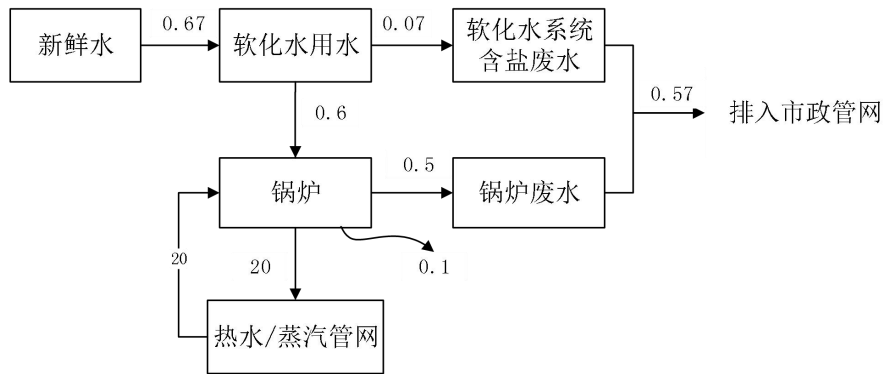 新鲜水
0.67
软化水用水
0.07
软化水系统
含盐废水
0.57
排入市政管网
0.6
锅炉
0.5
锅炉废水
0.1
20
20
热水/蒸汽管网